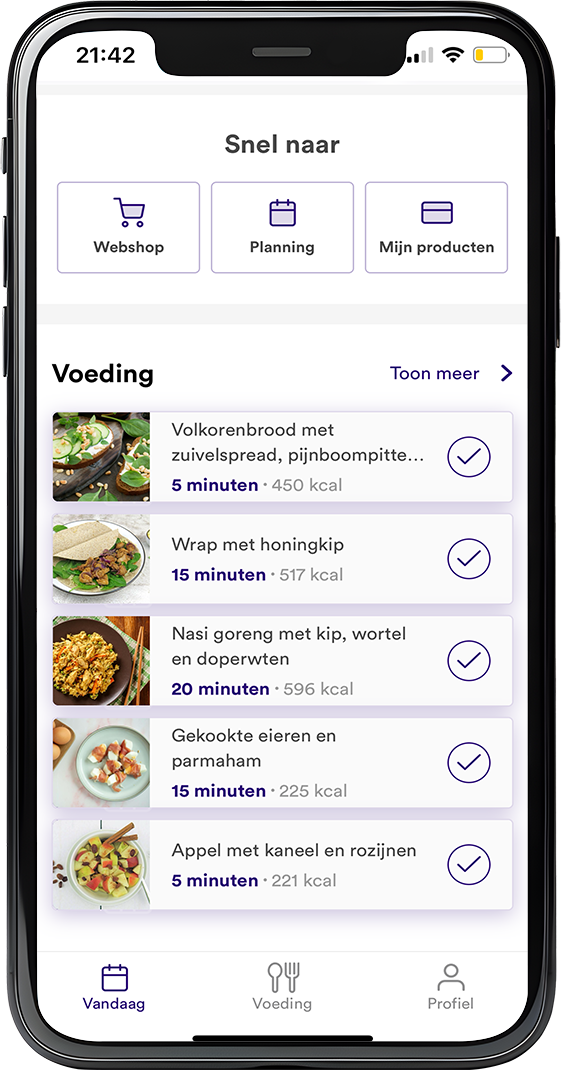 21:42
Snel naar
Webshop
Planning
Mijn producten
Voeding
Toon meer
Volkorenbrood met
zuivelspread, pijnboompitte...
5 minuten · 450 kcal
Wrap met honingkip
15 minuten · 517 kcal
Nasi goreng met kip, wortel
en doperwten
20 minuten · 596 kcal
Gekookte eieren en
parmaham
15 minuten · 225 kcal
Appel met kaneel en rozijnen
5 minuten · 221 kcal
Vandaag
Voeding
Profiel